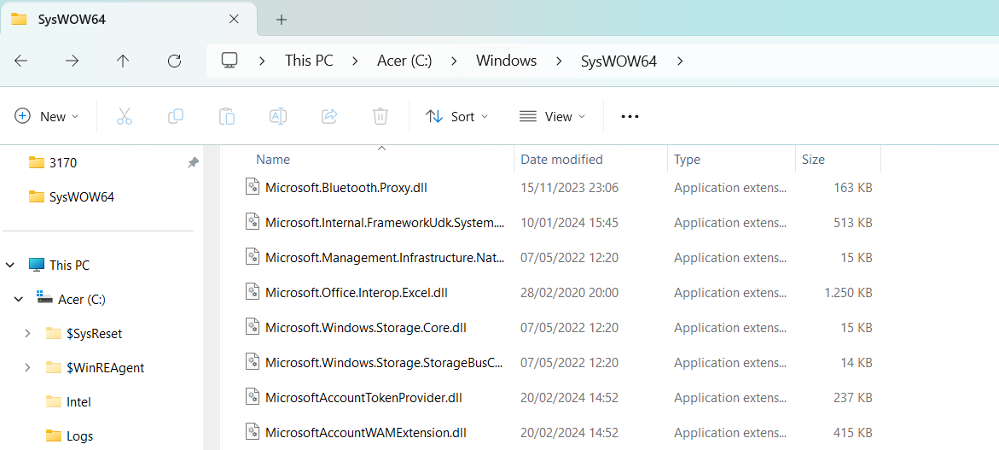 SysWOW64
This PC Acer (C:) Windows SysWOW64
New Sort View
3170
SysWOW64
This PC
Acer (C:)
$SysReset
$WinREAgent
Intel
Logs
Name Date modified Type Size
Microsoft.Bluetooth.Proxy.dll 15/11/2023 23:06 Application extens... 163 KB
Microsoft.Internal.FrameworkUdk.System.... 10/01/2024 15:45 Application extens... 513 KB
Microsoft.Management.Infrastructure.Nat... 07/05/2022 12:20 Application extens... 15 KB
Microsoft.Office.Interop.Excel.dll 28/02/2020 20:00 Application extens... 1.250 KB
Microsoft.Windows.Storage.Core.dll 07/05/2022 12:20 Application extens... 15 KB
Microsoft.Windows.Storage.StorageBusC... 07/05/2022 12:20 Application extens... 14 KB
MicrosoftAccountTokenProvider.dll 20/02/2024 14:52 Application extens... 237 KB
MicrosoftAccountWAMExtension.dll 20/02/2024 14:52 Application extens... 415 KB